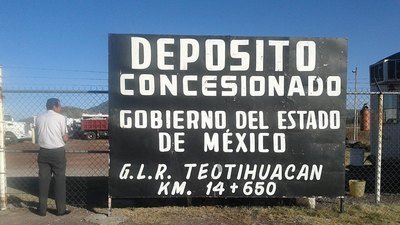 DEPOSITO
CONCESIONADO
GOBIERNO DEL ESTADO
DE MÉXICO
G.L.R. TEOTIHUACAN
KM. 14+650